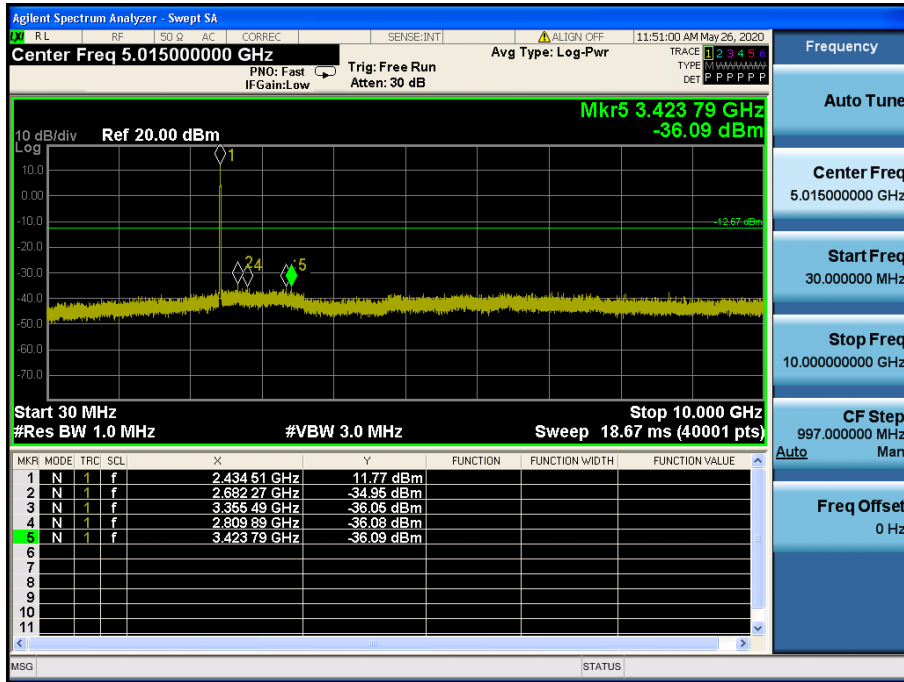 Agilent Spectrum Analyzer - Swept SA
LXI RL RF 50 Ω AC CORREC SENSE:INT ALIGN OFF 11:51:00 AM May 26, 2020
Center Freq 5.015000000 GHz
PNO: Fast
IFGain:Low
Trig: Free Run
Atten: 30 dB
Avg Type: Log-Pwr
TRACE 1 2 3 4 5 6
TYPE M WWWWW
DET P P P P P P
Mkr5 3.423 79 GHz
-36.09 dBm
10 dB/div Ref 20.00 dBm
Log
1
10.0
0.00
-10.0
-12.67 dBm
-20.0
2 4 5
-30.0
-40.0
-50.0
-60.0
-70.0
Start 30 MHz Stop 10.000 GHz
#Res BW 1.0 MHz #VBW 3.0 MHz Sweep 18.67 ms (40001 pts)
MKR MODE TRC SCL X Y FUNCTION FUNCTION WIDTH FUNCTION VALUE
1 N 1 f 2.434 51 GHz 11.77 dBm
2 N 1 f 2.682 27 GHz -34.95 dBm
3 N 1 f 3.355 49 GHz -36.05 dBm
4 N 1 f 2.809 89 GHz -36.08 dBm
5 N 1 f 3.423 79 GHz -36.09 dBm
6
7
8
9
10
11
MSG STATUS
Frequency
Auto Tune
Center Freq
5.015000000 GHz
Start Freq
30.000000 MHz
Stop Freq
10.000000000 GHz
CF Step
997.000000 MHz
Auto Man
Freq Offset
0 Hz